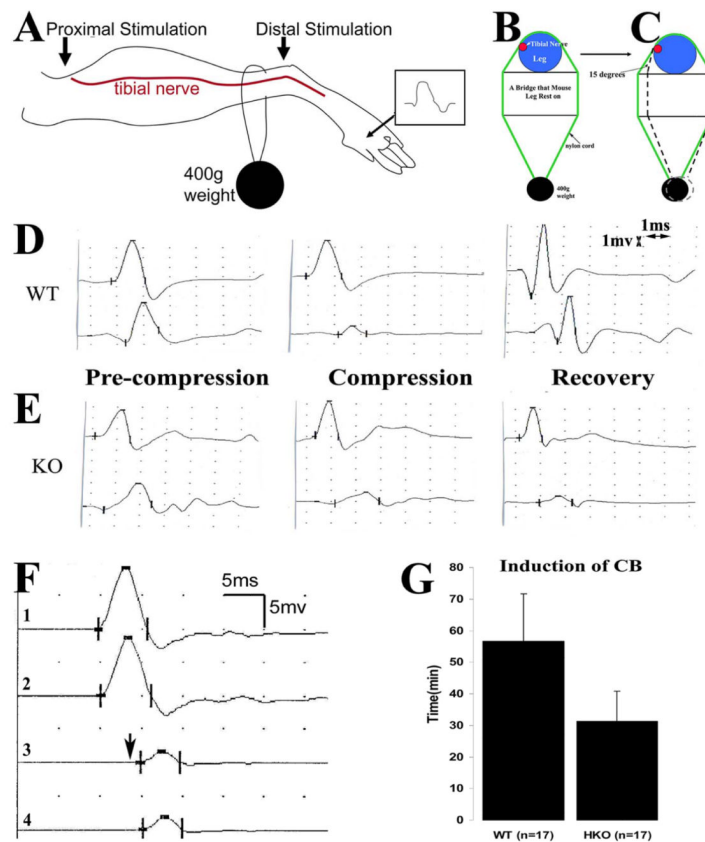 A
Proximal Stimulation
Distal Stimulation
tibial nerve
400g
weight
B
Tibial Nerve
Leg
A Bridge that Mouse
Leg Rest on
nylon cord
400g
weight
C
15 degrees
D
WT
1mv
1ms
Pre-compression
Compression
Recovery
E
KO
F
5ms
5mv
1
2
3
4
G
Induction of CB
Time(min)
80
70
60
50
40
30
20
10
0
WT (n=17)
HKO (n=17)